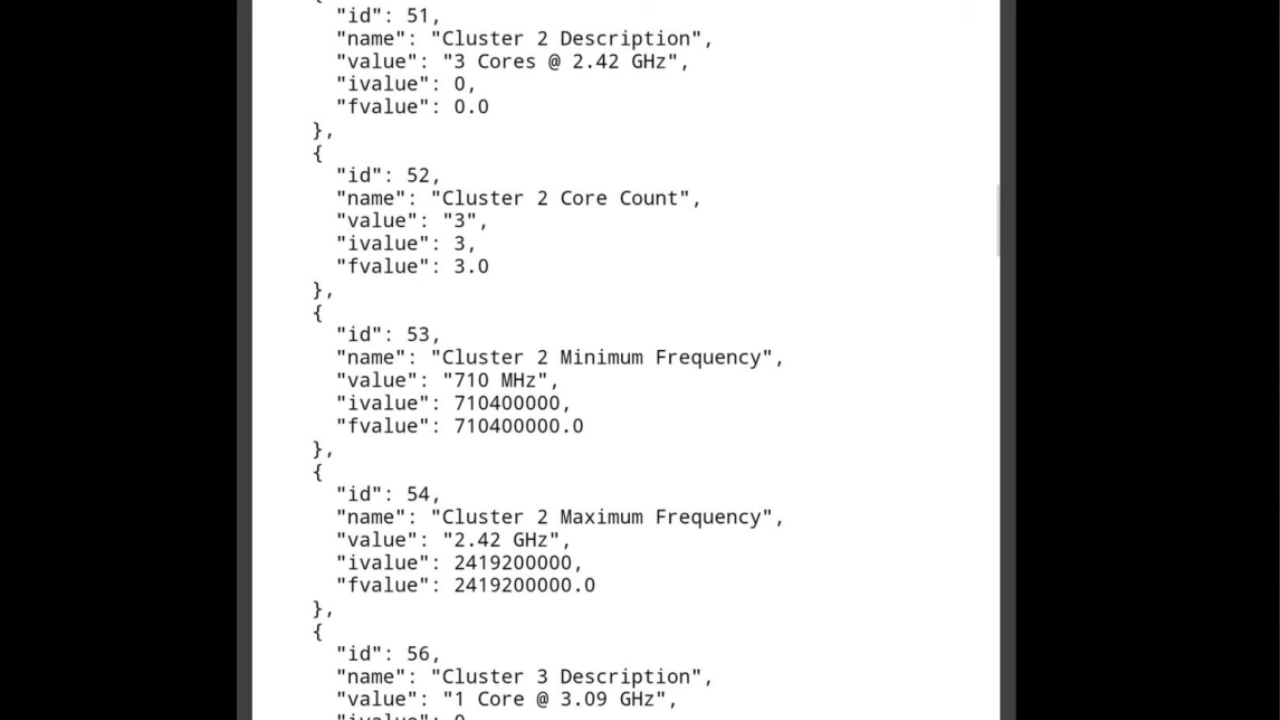 "id": 51,
"name": "Cluster 2 Description",
"value": "3 Cores @ 2.42 GHz",
"ivalue": 0,
"fvalue": 0.0
},
{
"id": 52,
"name": "Cluster 2 Core Count",
"value": "3",
"ivalue": 3,
"fvalue": 3.0
},
{
"id": 53,
"name": "Cluster 2 Minimum Frequency",
"value": "710 MHz",
"ivalue": 710400000,
"fvalue": 710400000.0
},
{
"id": 54,
"name": "Cluster 2 Maximum Frequency",
"value": "2.42 GHz",
"ivalue": 2419200000,
"fvalue": 2419200000.0
},
{
"id": 56,
"name": "Cluster 3 Description",
"value": "1 Core @ 3.09 GHz",